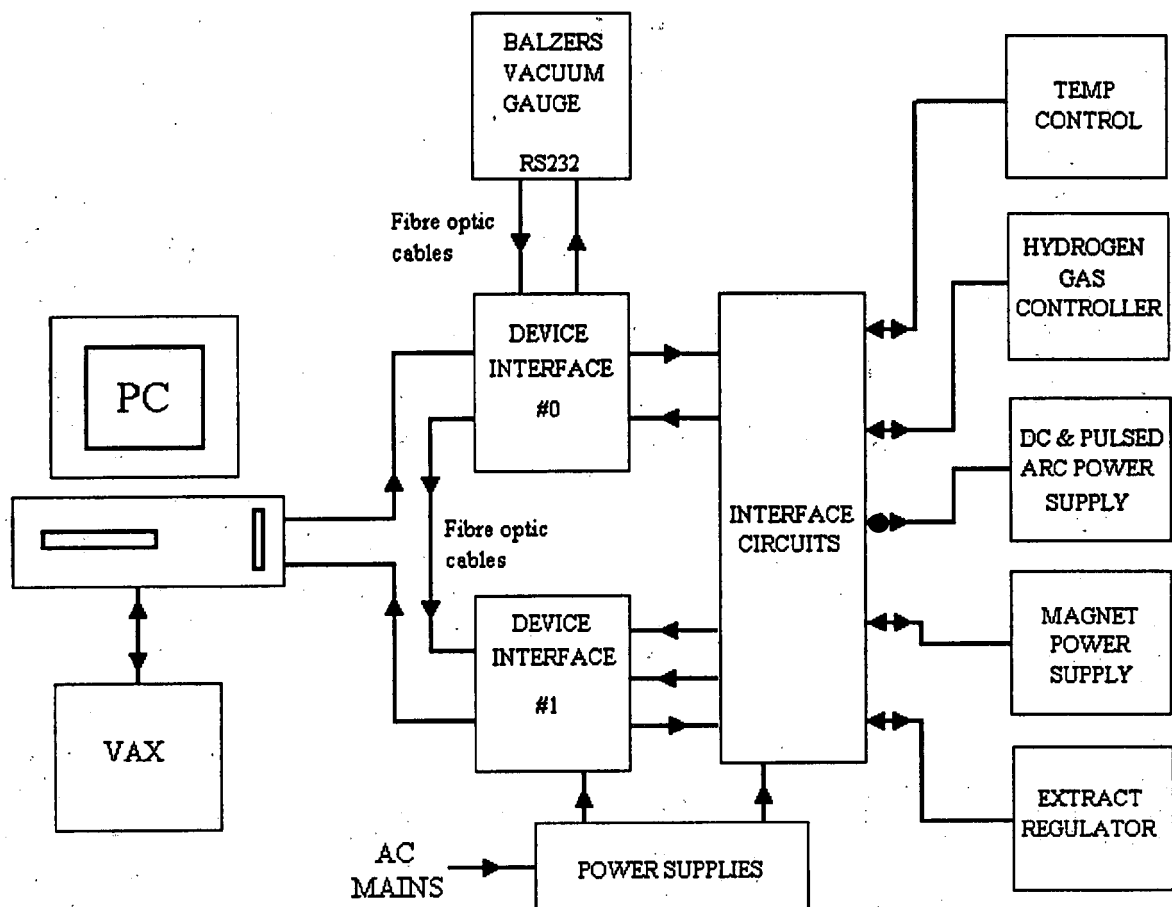 BALZERS
VACUUM
GAUGE
RS232
TEMP
CONTROL
Fibre optic
cables
HYDROGEN
GAS
CONTROLLER
DEVICE
INTERFACE
#0
PC
DC & PULSED
ARC POWER
SUPPLY
INTERFACE
CIRCUITS
Fibre optic
cables
DEVICE
INTERFACE
#1
MAGNET
POWER
SUPPLY
VAX
EXTRACT
REGULATOR
AC
MAINS
POWER SUPPLIES